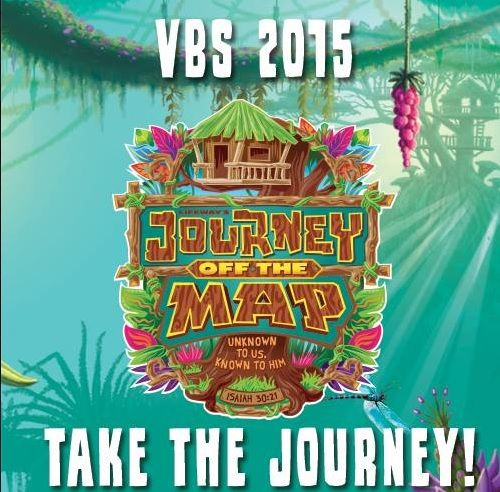 VBS 2015
LIFEWAY'S
JOURNEY
OFF THE
MAP
UNKNOWN
TO US,
KNOWN TO HIM
ISAIAH 30:21
TAKE THE JOURNEY!